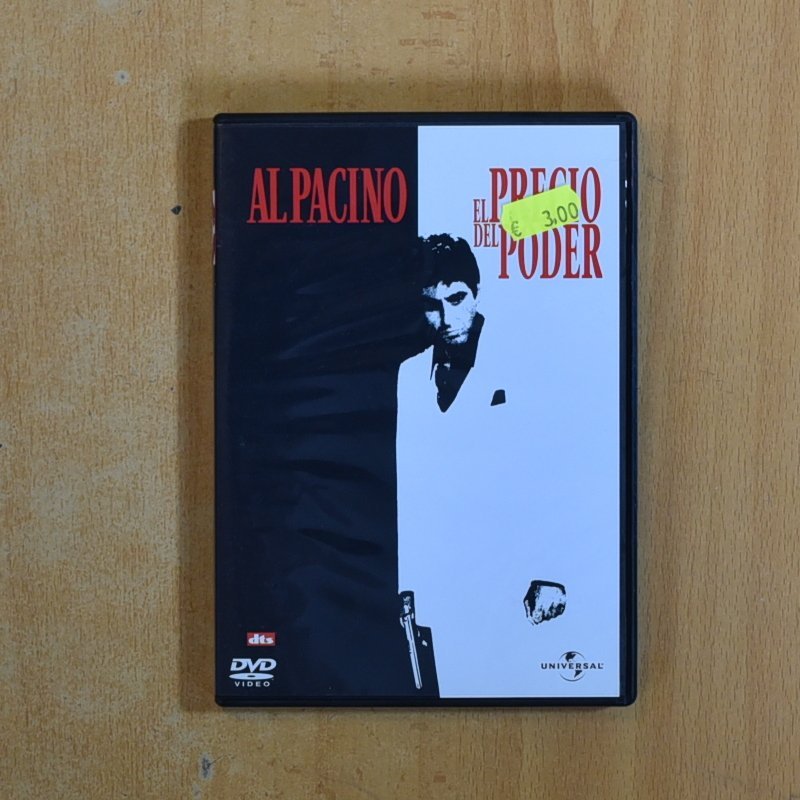 AL PACINO
EL PRECIO
DEL PODER
€ 3,00
dts
DVD
VIDEO
UNIVERSAL